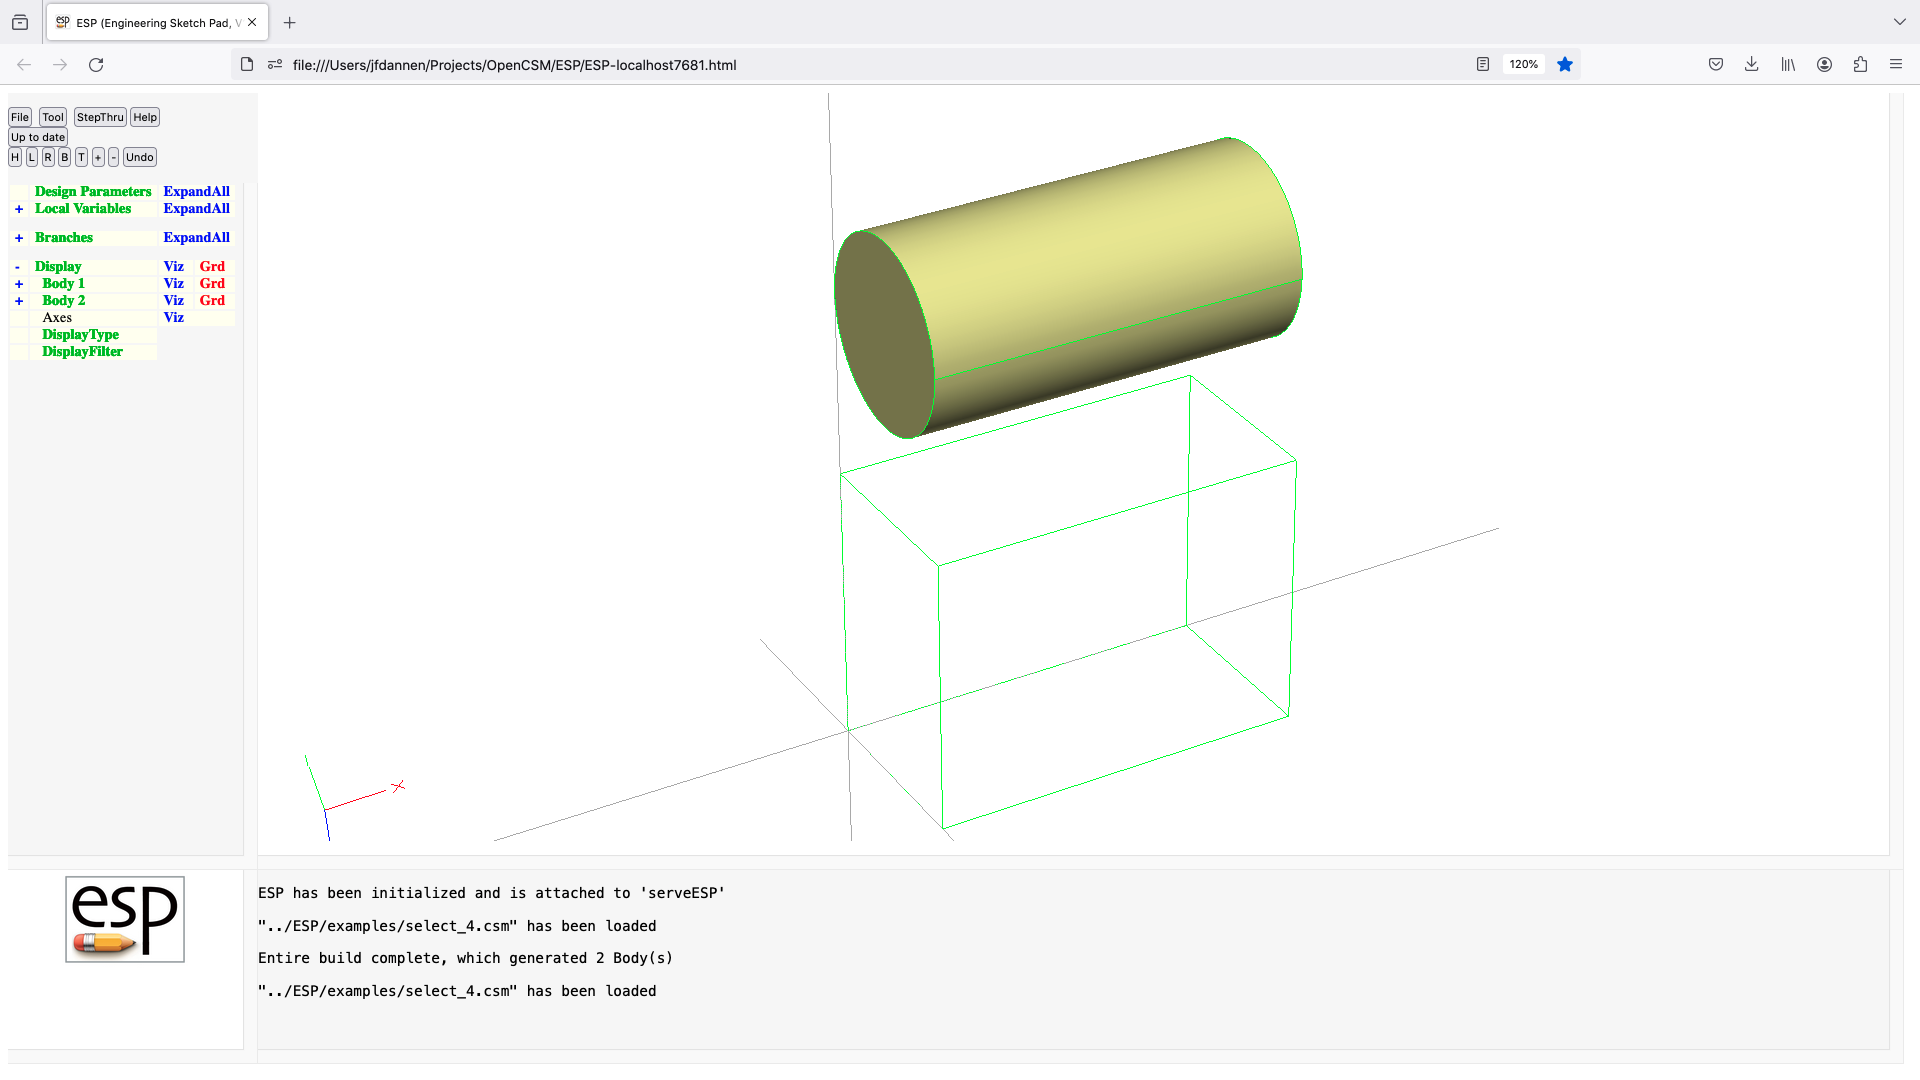 ESP (Engineering Sketch Pad, V
file:///Users/jfdannen/Projects/OpenCSM/ESP/ESP-localhost7681.html
120%
File Tool StepThru Help
Up to date
H L R B T + - Undo
Design Parameters ExpandAll
+ Local Variables ExpandAll
+ Branches ExpandAll
- Display Viz Grd
+ Body 1 Viz Grd
+ Body 2 Viz Grd
Axes Viz
DisplayType
DisplayFilter
X
esp
ESP has been initialized and is attached to 'serveESP'
"../ESP/examples/select_4.csm" has been loaded
Entire build complete, which generated 2 Body(s)
"../ESP/examples/select_4.csm" has been loaded